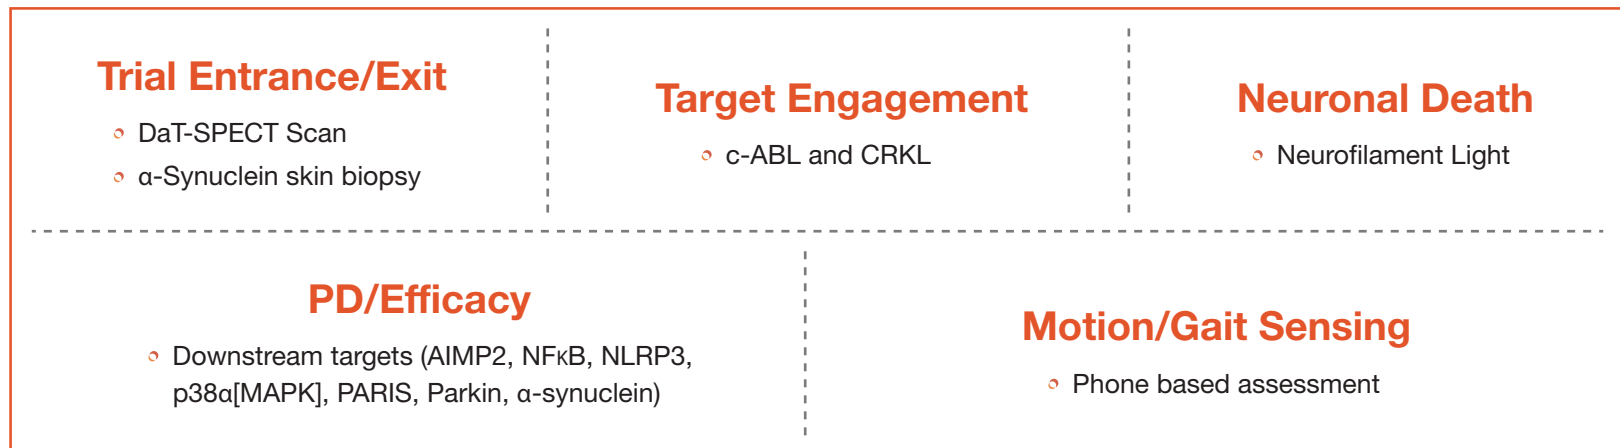 Trial Entrance/Exit
DaT-SPECT Scan
α-Synuclein skin biopsy
Target Engagement
c-ABL and CRKL
Neuronal Death
Neurofilament Light
PD/Efficacy
Downstream targets (AIMP2, NFκB, NLRP3,
p38α[MAPK], PARIS, Parkin, α-synuclein)
Motion/Gait Sensing
Phone based assessment